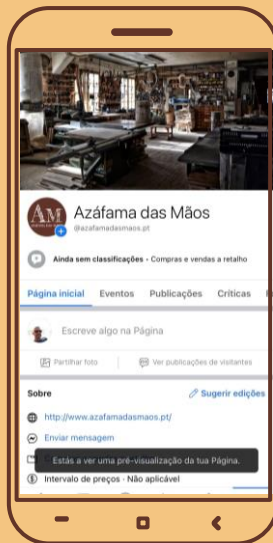 AM
Azáfama das Mãos
@azafamadasmaos.pt
Ainda sem classificações · Compras e vendas a retalho
Página inicial Eventos Publicações Críticas
Escreve algo na Página
Partilhar foto Ver publicações de visitantes
Sobre Sugerir edições
http://www.azafamadasmaos.pt/
Enviar mensagem
Estás a ver uma pré-visualização da tua Página.
Intervalo de preços · Não aplicável